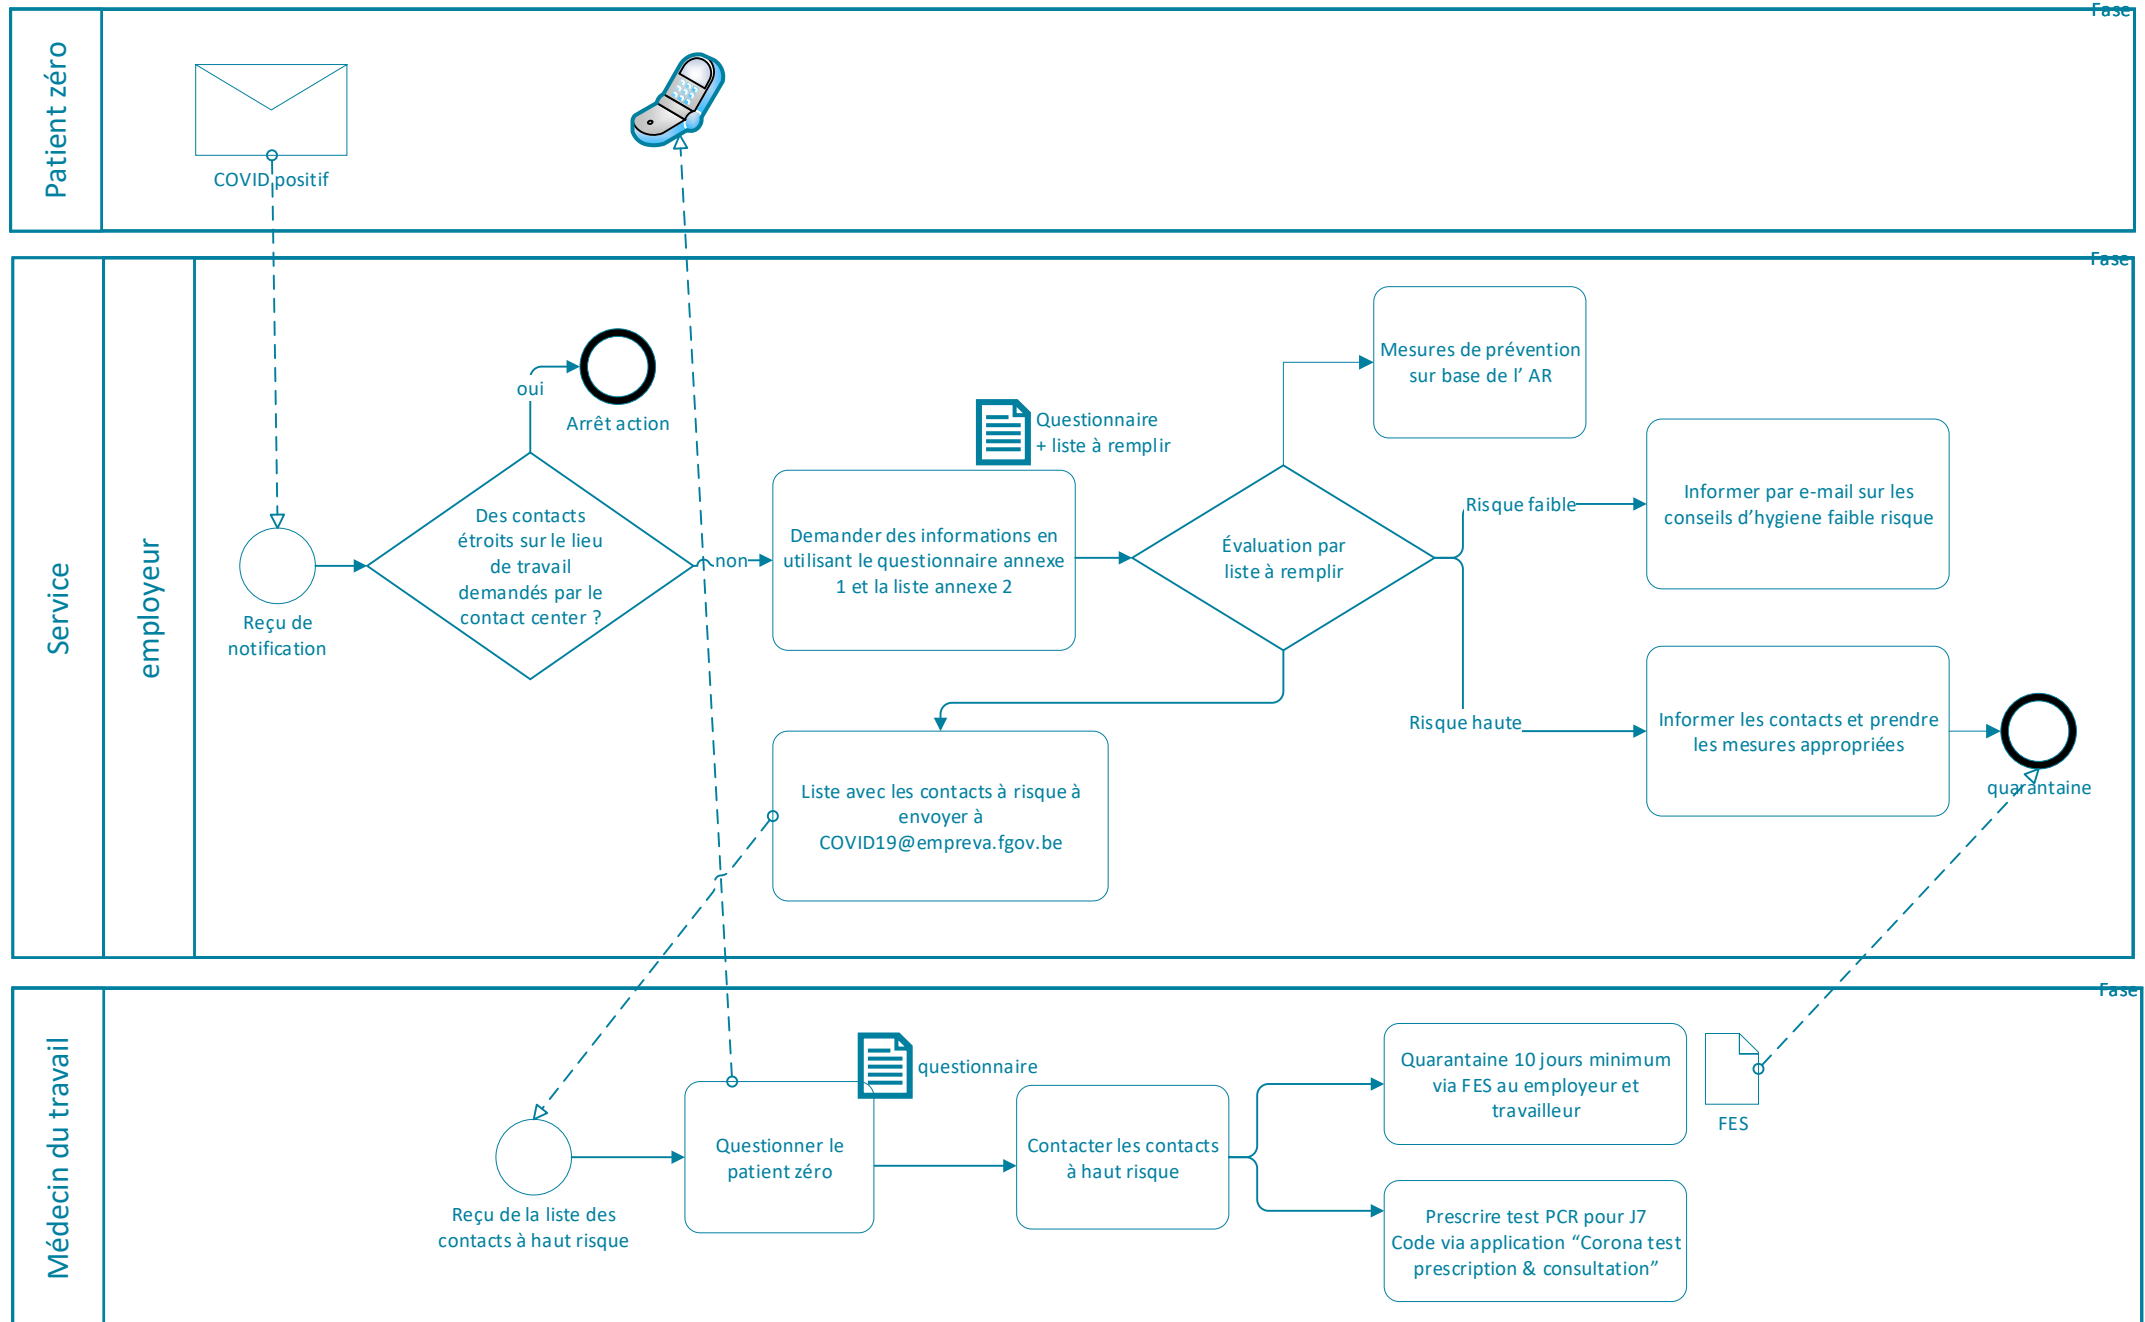 Fase
Patient zéro
COVID positif
Fase
Service
employeur
Reçu de
notification
Des contacts
étroits sur le lieu
de travail
demandés par le
contact center ?
oui
Arrêt action
non
Questionnaire
+ liste à remplir
Demander des informations en
utilisant le questionnaire annexe
1 et la liste annexe 2
Évaluation par
liste à remplir
Mesures de prévention
sur base de l’ AR
Risque faible
Informer par e-mail sur les
conseils d’hygiene faible risque
Risque haute
Informer les contacts et prendre
les mesures appropriées
quarantaine
Liste avec les contacts à risque à
envoyer à
COVID19@empreva.fgov.be
Fase
Médecin du travail
Reçu de la liste des
contacts à haut risque
Questionner le
patient zéro
questionnaire
Contacter les contacts
à haut risque
Quarantaine 10 jours minimum
via FES au employeur et
travailleur
FES
Prescrire test PCR pour J7
Code via application “Corona test
prescription & consultation”